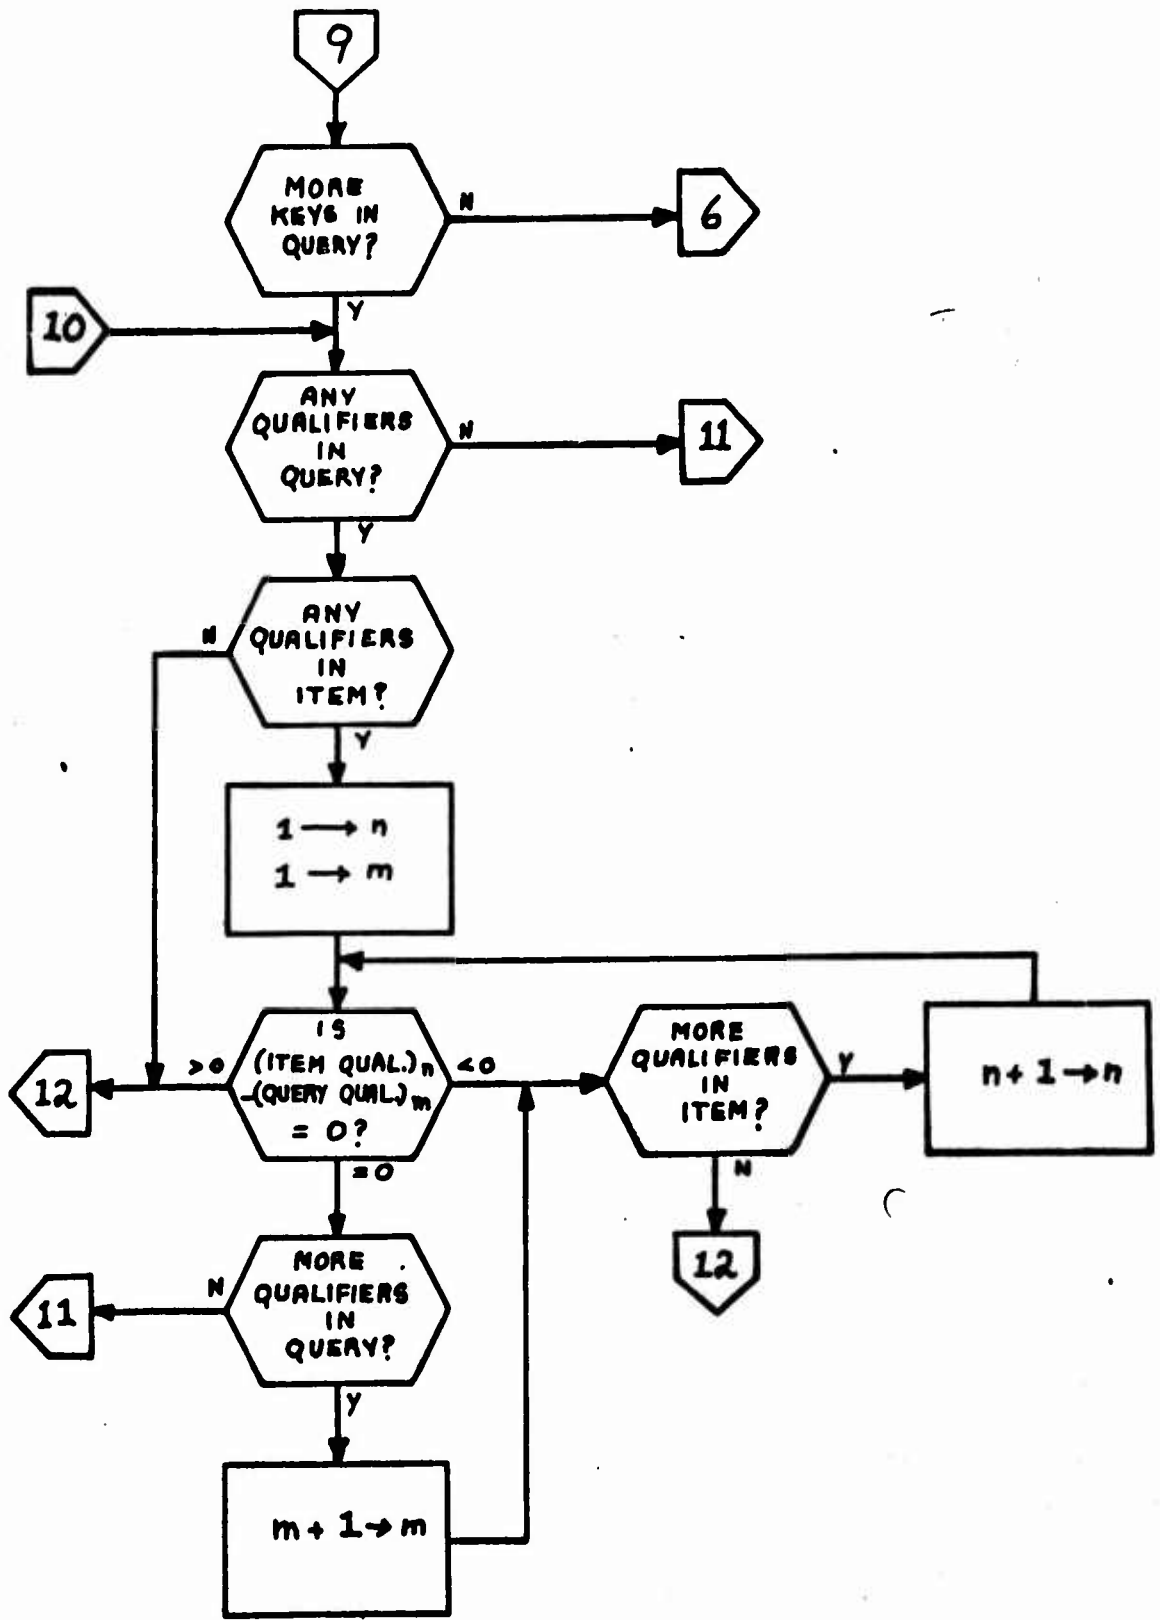 9
MORE
KEYS IN
QUERY?
N
6
Y
10
ANY
QUALIFIERS
IN
QUERY?
N
11
Y
ANY
QUALIFIERS
IN
ITEM?
N
Y
1 → n
1 → m
IS
(ITEM QUAL.)n
-(QUERY QUAL.)m
= 0?
>0
<0
=0
12
MORE
QUALIFIERS
IN
ITEM?
Y
n + 1 → n
N
12
MORE
QUALIFIERS
IN
QUERY?
N
11
Y
m + 1 → m